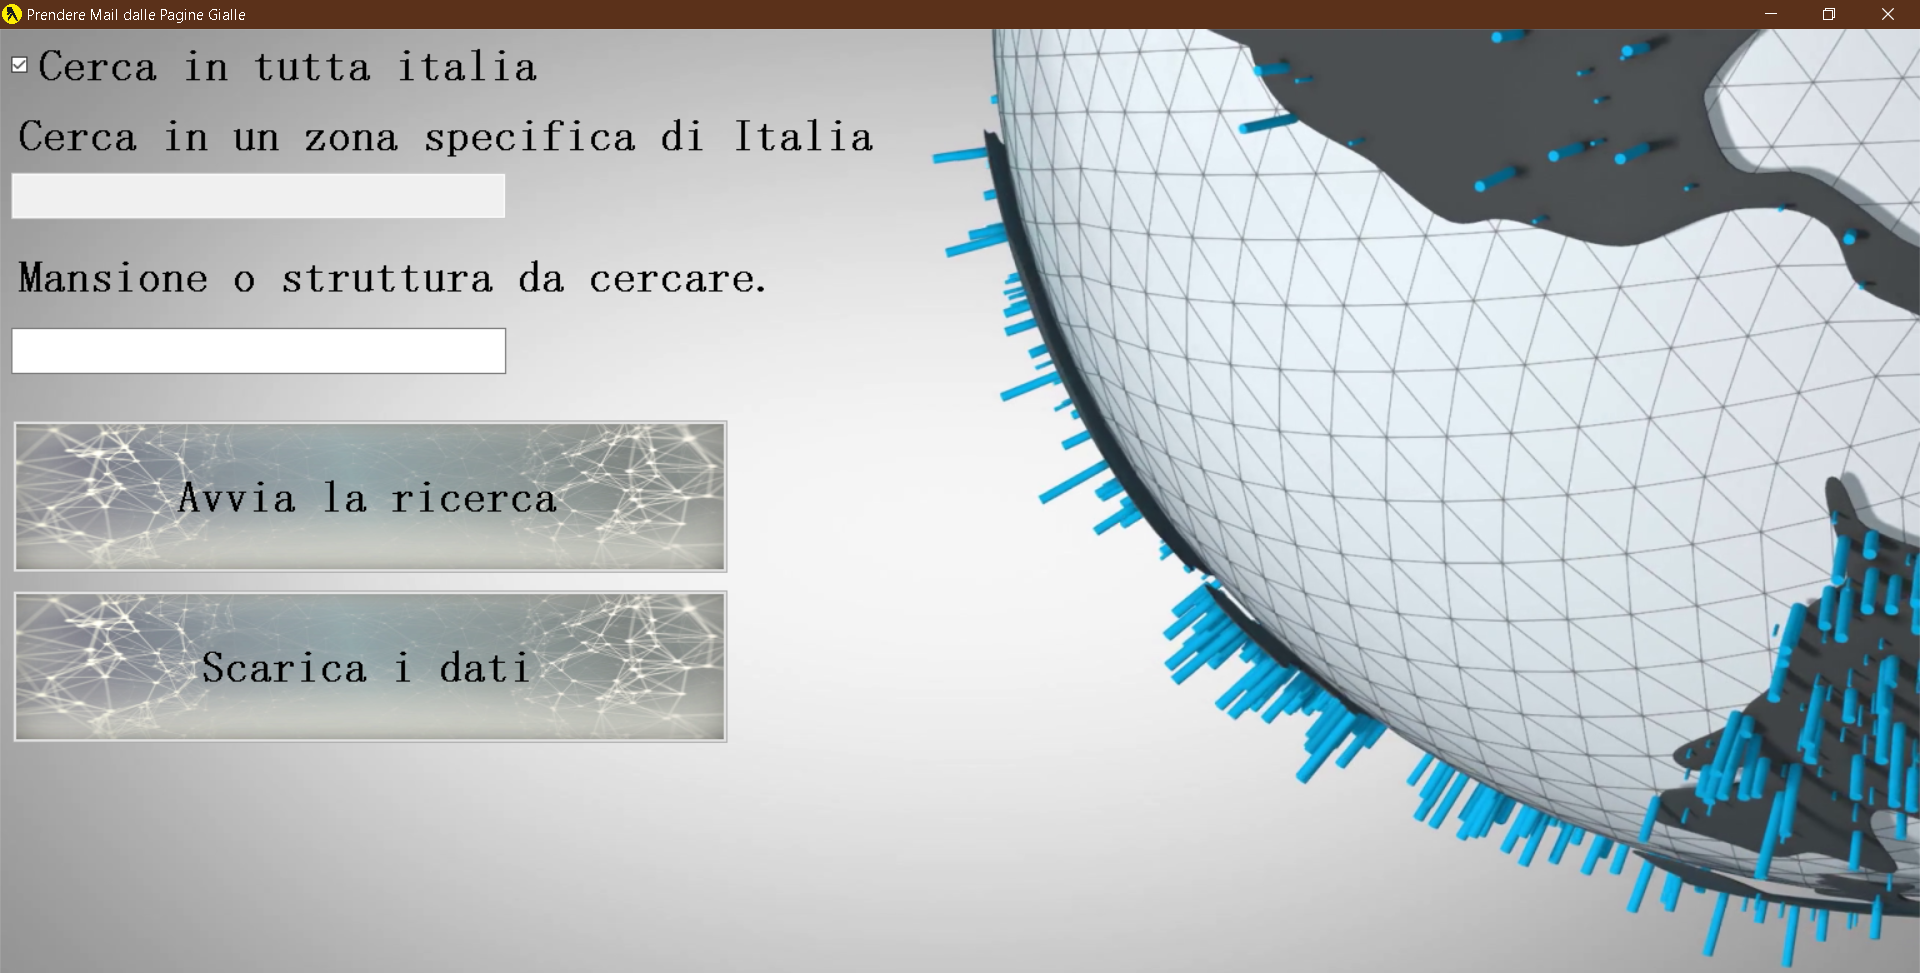 Prendere Mail dalle Pagine Gialle
Cerca in tutta italia
Cerca in un zona specifica di Italia
Mansione o struttura da cercare.
Avvia la ricerca
Scarica i dati